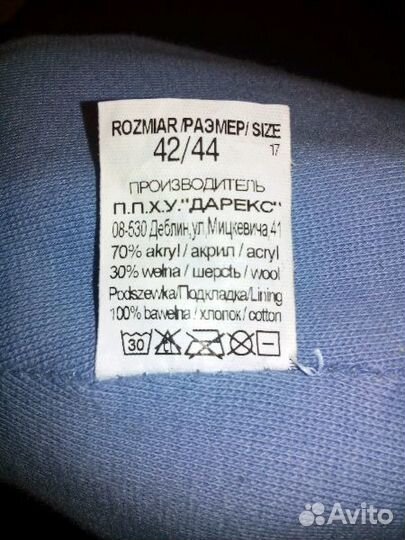 ROZMIAR/РАЗМЕР/SIZE
42/44 17
ПРОИЗВОДИТЕЛЬ
П.П.Х.У."ДАРЕКС"
08-530 Деблин,ул.Мицкевича 41
70% akryl / акрил / acryl
30% wełna / шерсть / wool
Podszewka/Подкладка/Lining
100% bawełna / хлопок / cotton
30
Avito